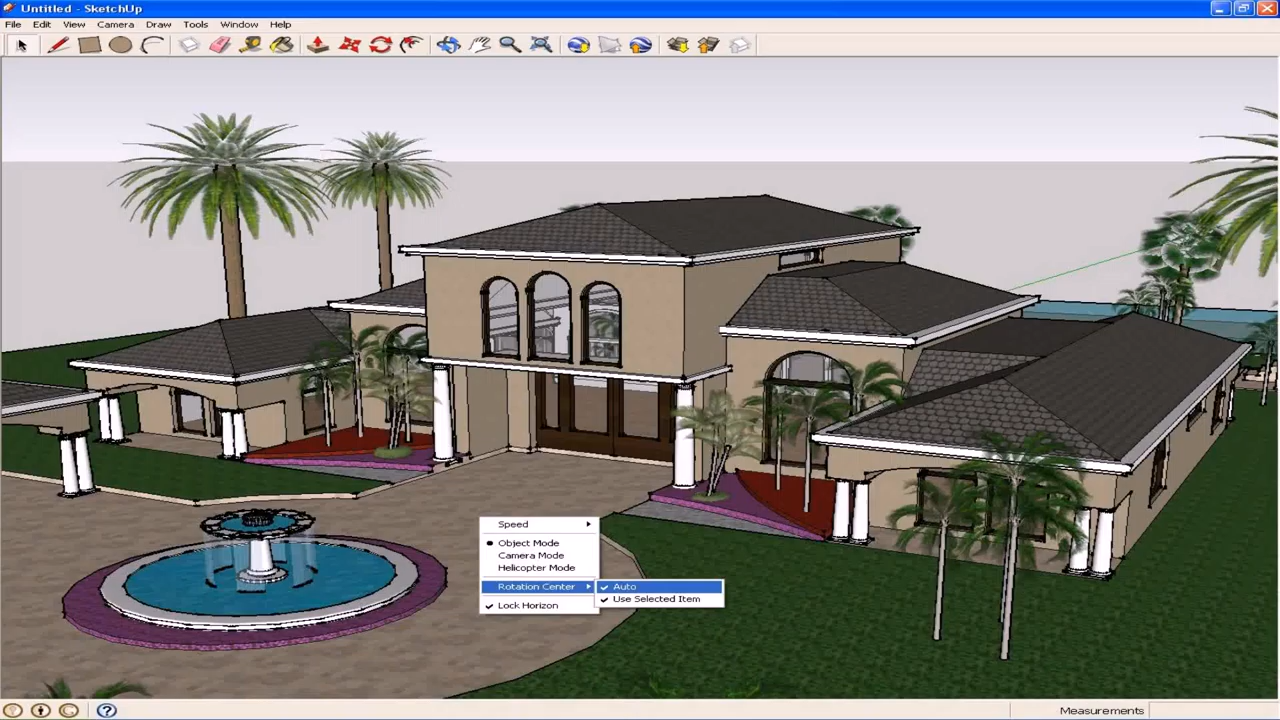 Untitled - SketchUp
File Edit View Camera Draw Tools Window Help
Speed
Object Mode
Camera Mode
Helicopter Mode
Rotation Center
Auto
Use Selected Item
Lock Horizon
Measurements